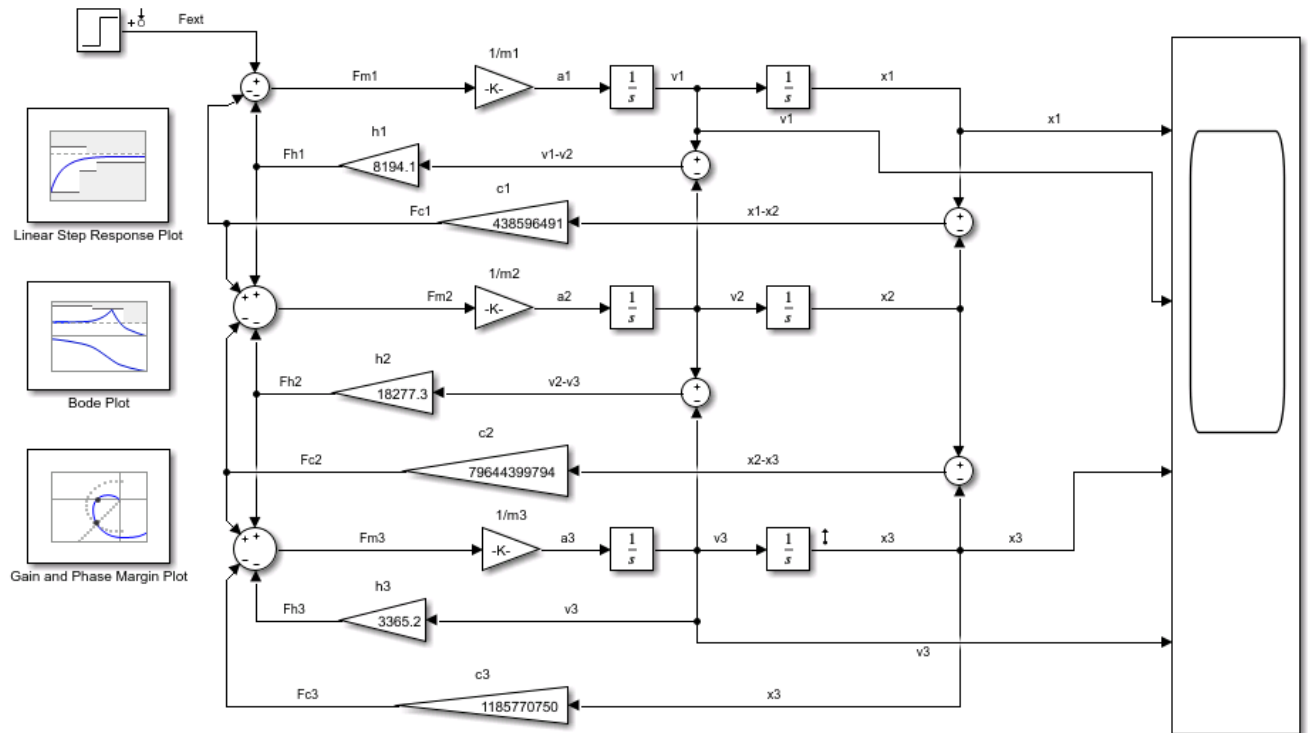 Fext
1/m1
Fm1
-K-
a1
1
s
v1
1
s
x1
v1
x1
h1
Fh1
8194.1
v1-v2
c1
Fc1
438596491
x1-x2
Linear Step Response Plot
1/m2
Fm2
-K-
a2
1
s
v2
1
s
x2
h2
Fh2
18277.3
v2-v3
Bode Plot
c2
Fc2
79644399794
x2-x3
1/m3
Fm3
-K-
a3
1
s
v3
1
s
x3
x3
Gain and Phase Margin Plot
h3
Fh3
3365.2
v3
v3
c3
Fc3
1185770750
x3